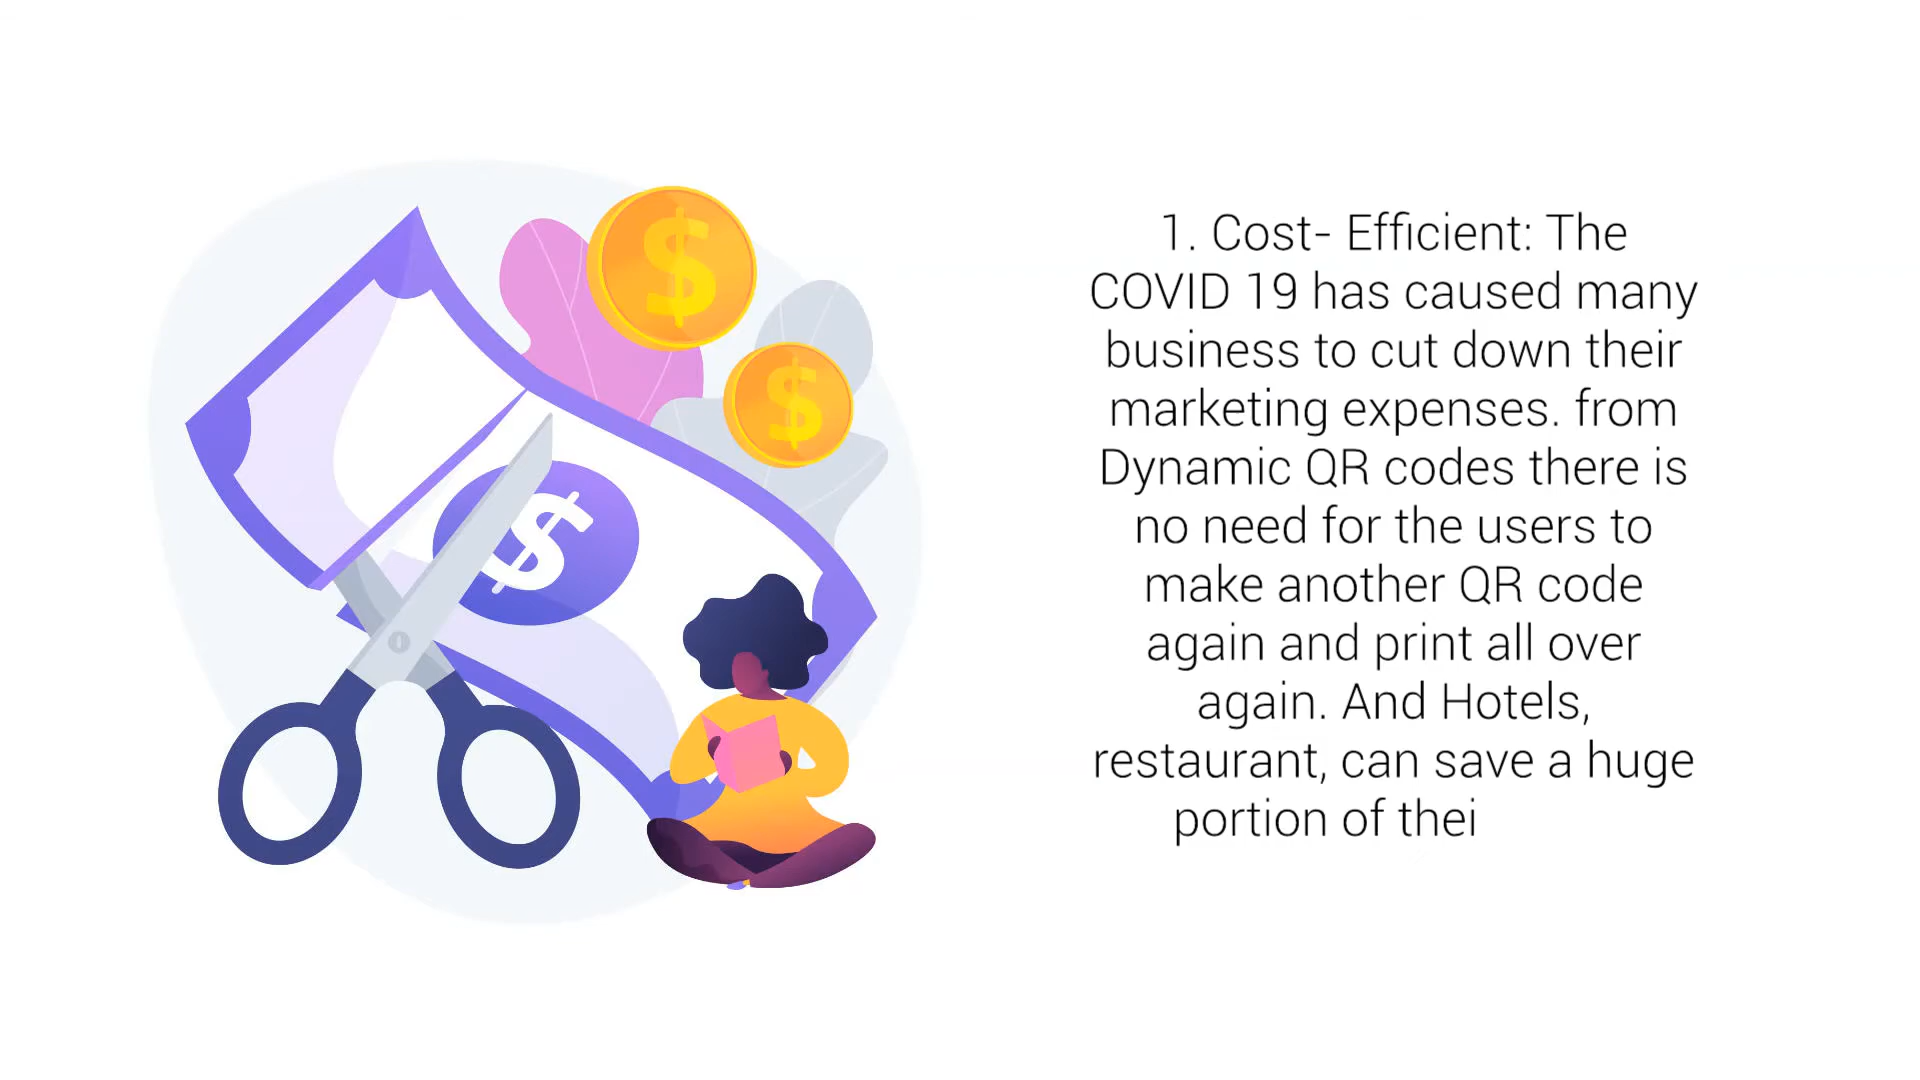 1. Cost- Efficient: The
COVID 19 has caused many
business to cut down their
marketing expenses. from
Dynamic QR codes there is
no need for the users to
make another QR code
again and print all over
again. And Hotels,
restaurant, can save a huge
portion of thei
$
$
$